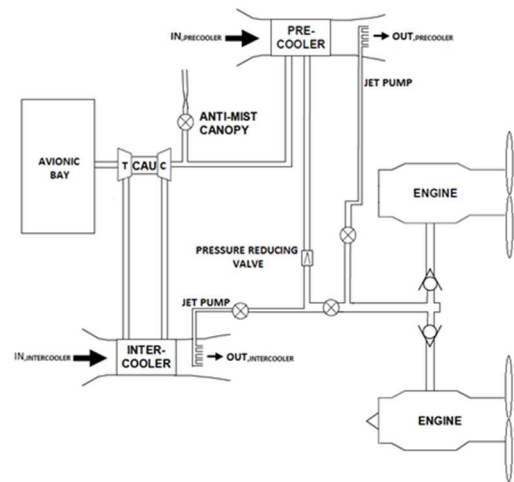 IN,PRECOOLER
PRE-
COOLER
OUT,PRECOOLER
JET PUMP
ANTI-MIST
CANOPY
AVIONIC
BAY
T
CAU
C
ENGINE
PRESSURE REDUCING
VALVE
JET PUMP
IN,INTERCOOLER
INTER-
COOLER
OUT,INTERCOOLER
ENGINE